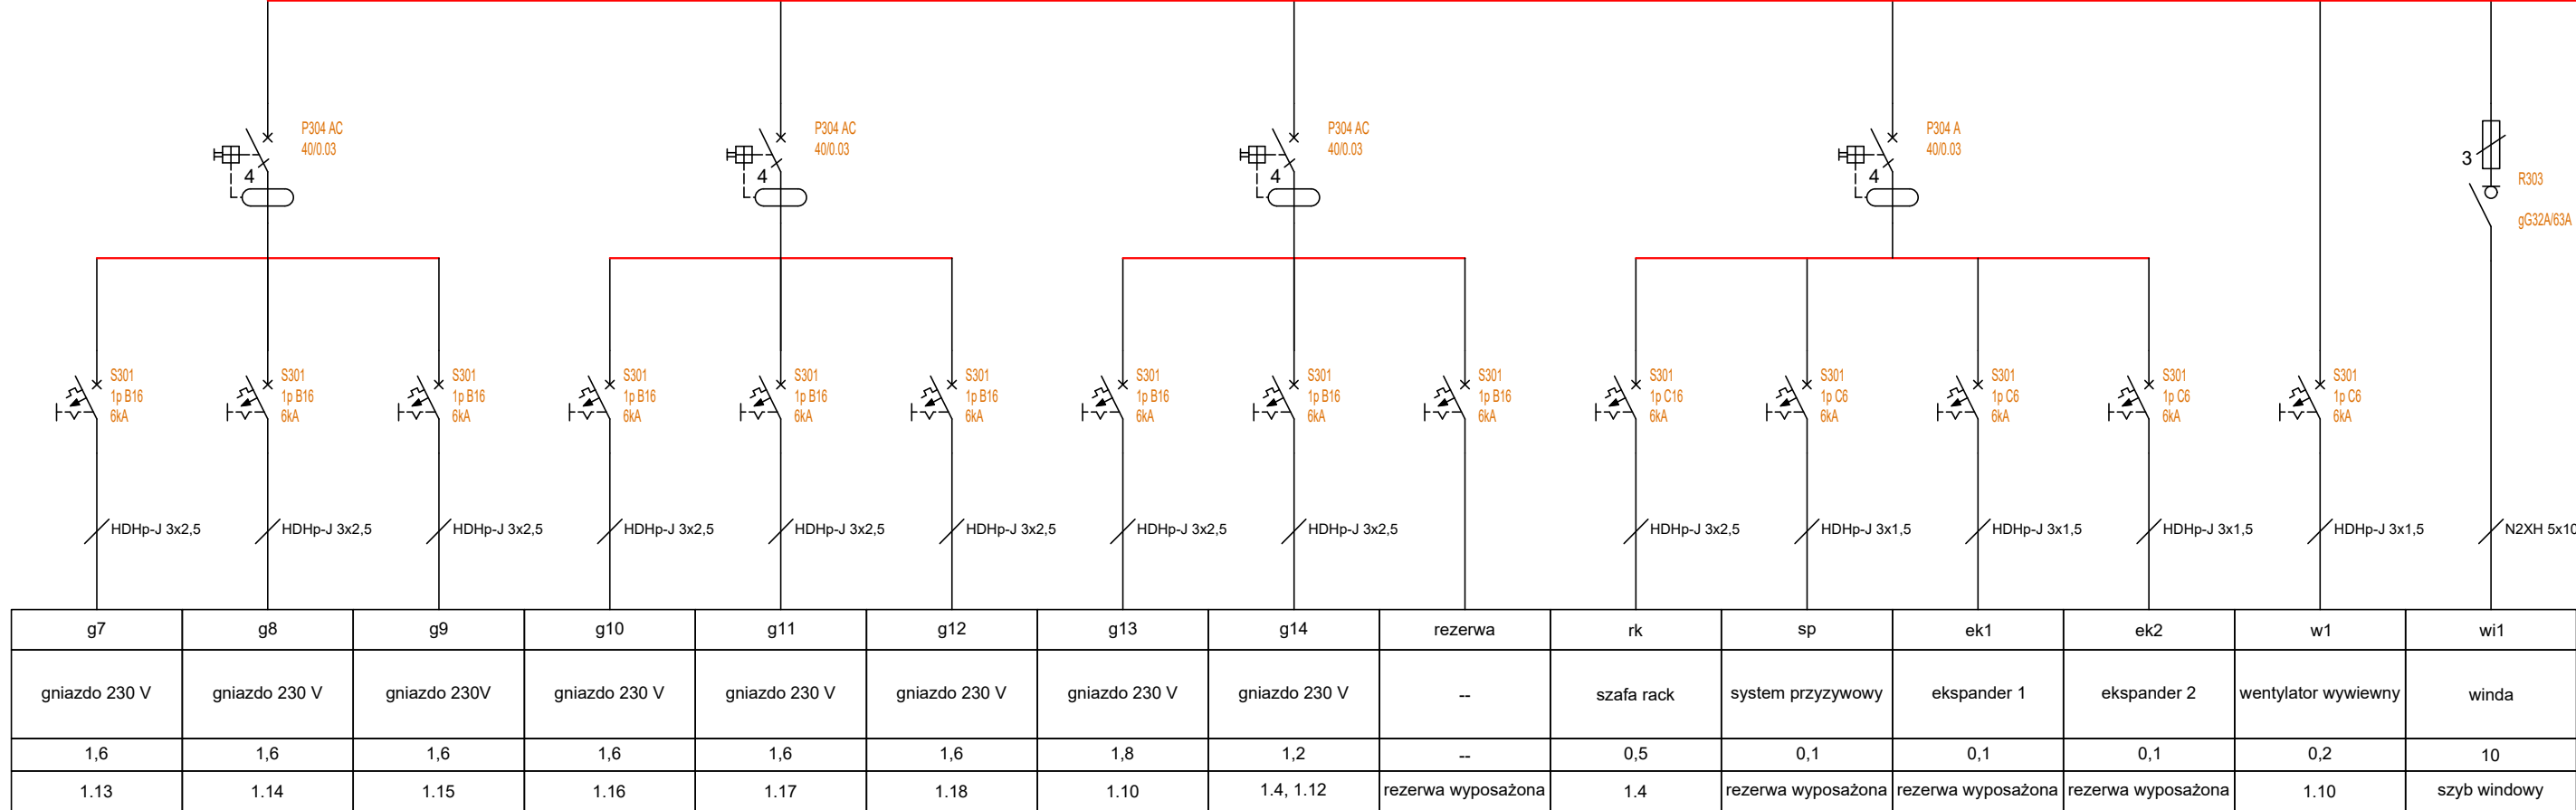 P304 AC
40/0.03
4
P304 AC
40/0.03
4
P304 AC
40/0.03
4
P304 A
40/0.03
4
3
R303
gG32A/63A
S301
1p B16
6kA
S301
1p B16
6kA
S301
1p B16
6kA
S301
1p B16
6kA
S301
1p B16
6kA
S301
1p B16
6kA
S301
1p B16
6kA
S301
1p B16
6kA
S301
1p B16
6kA
S301
1p C16
6kA
S301
1p C6
6kA
S301
1p C6
6kA
S301
1p C6
6kA
S301
1p C6
6kA
HDHp-J 3x2,5 HDHp-J 3x2,5 HDHp-J 3x2,5 HDHp-J 3x2,5 HDHp-J 3x2,5 HDHp-J 3x2,5 HDHp-J 3x2,5 HDHp-J 3x2,5 HDHp-J 3x2,5 HDHp-J 3x1,5 HDHp-J 3x1,5 HDHp-J 3x1,5 HDHp-J 3x1,5 N2XH 5x10
g7 g8 g9 g10 g11 g12 g13 g14 rezerwa rk sp ek1 ek2 w1 wi1
gniazdo 230 V gniazdo 230 V gniazdo 230V gniazdo 230 V gniazdo 230 V gniazdo 230 V gniazdo 230 V gniazdo 230 V -- szafa rack system przyzywowy ekspander 1 ekspander 2 wentylator wywiewny winda
1,6 1,6 1,6 1,6 1,6 1,6 1,8 1,2 -- 0,5 0,1 0,1 0,1 0,2 10
1.13 1.14 1.15 1.16 1.17 1.18 1.10 1.4, 1.12 rezerwa wyposażona 1.4 rezerwa wyposażona rezerwa wyposażona rezerwa wyposażona 1.10 szyb windowy